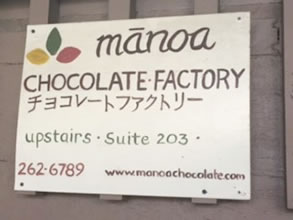 mānoa
CHOCOLATE·FACTORY
チョコレートファクトリー
upstairs · Suite 203 ·
262-6789 www.manoachocolate.com